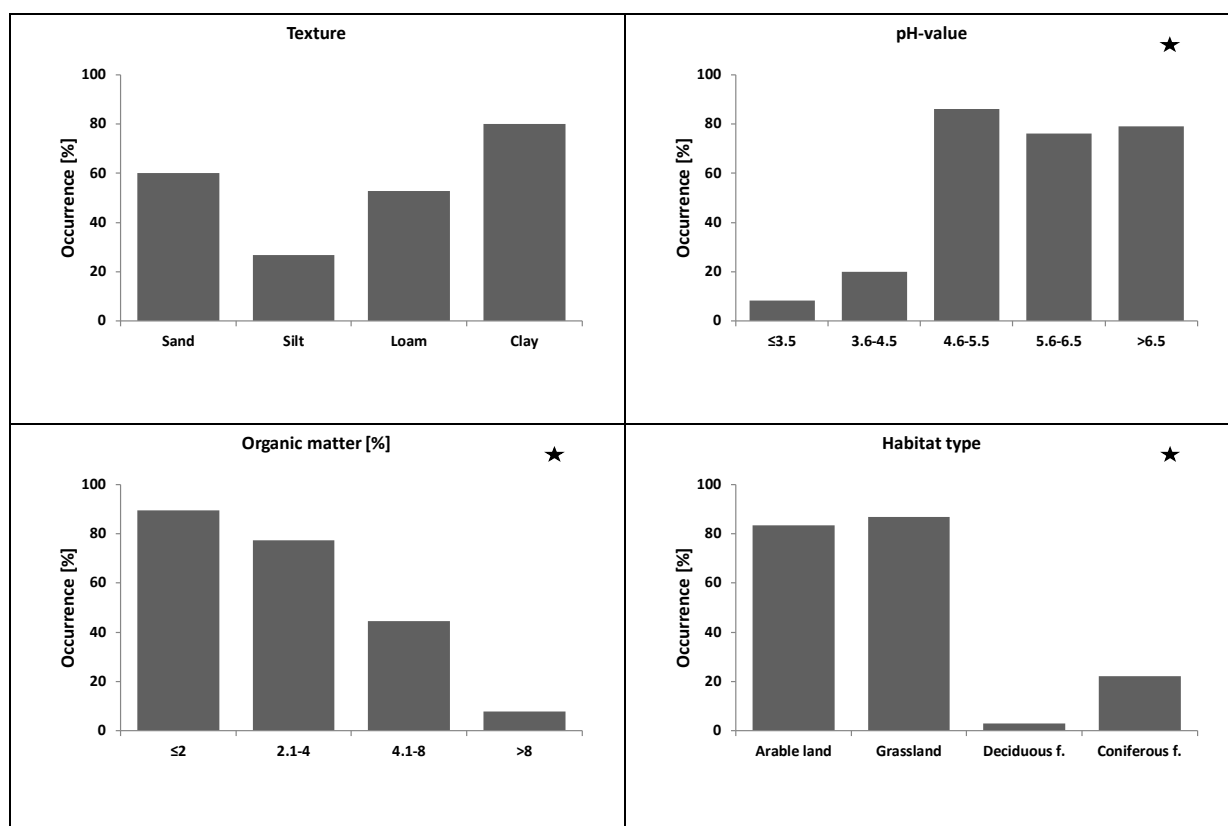 Texture
Occurrence [%]
100
80
60
40
20
0
Sand Silt Loam Clay
pH-value
★
Occurrence [%]
100
80
60
40
20
0
≤3.5 3.6-4.5 4.6-5.5 5.6-6.5 >6.5
Organic matter [%]
★
Occurrence [%]
100
80
60
40
20
0
≤2 2.1-4 4.1-8 >8
Habitat type
★
Occurrence [%]
100
80
60
40
20
0
Arable land Grassland Deciduous f. Coniferous f.